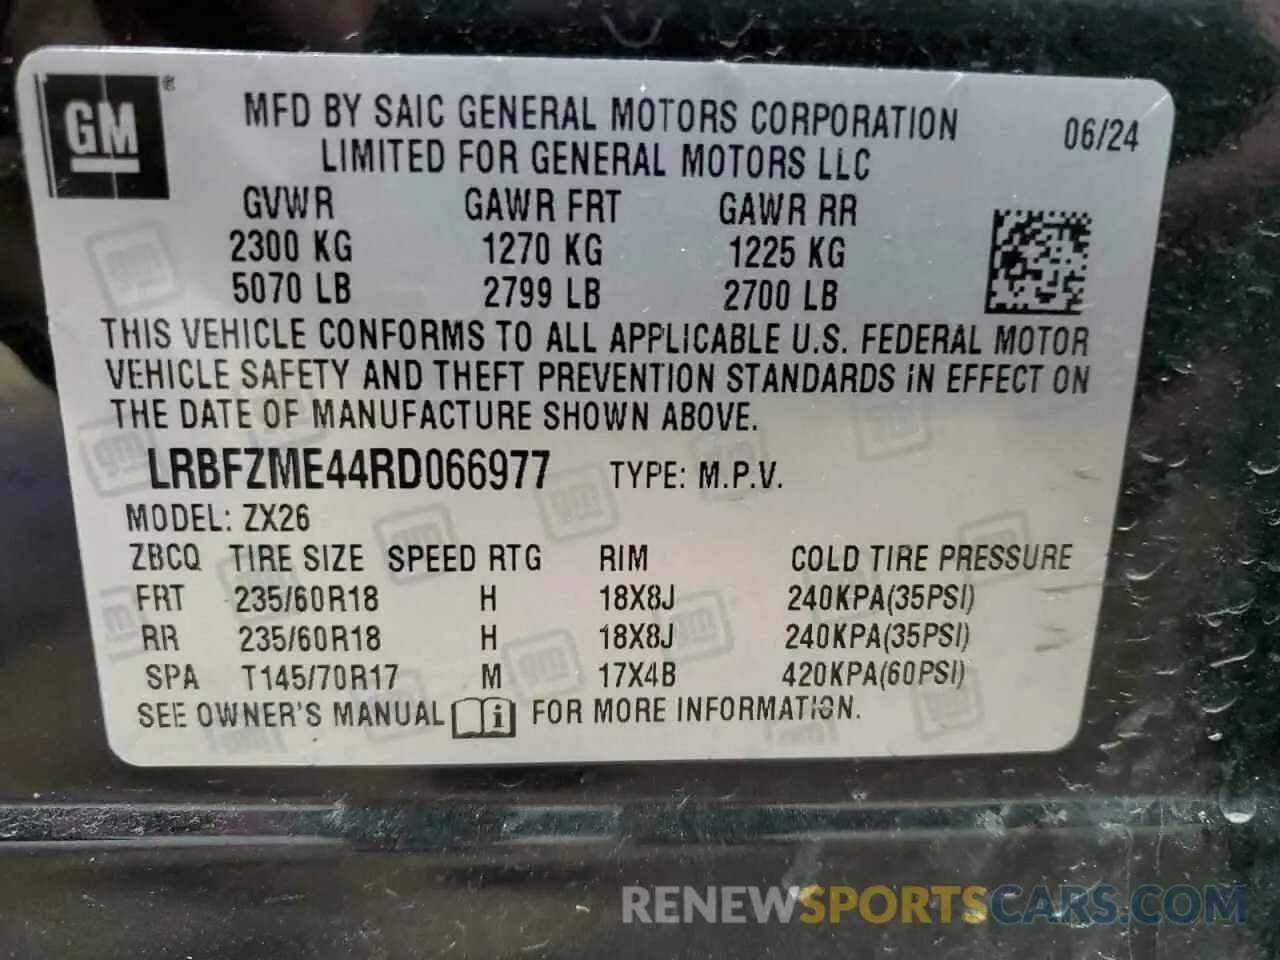 GM ®
MFD BY SAIC GENERAL MOTORS CORPORATION 06/24
LIMITED FOR GENERAL MOTORS LLC
GVWR GAWR FRT GAWR RR
2300 KG 1270 KG 1225 KG
5070 LB 2799 LB 2700 LB
THIS VEHICLE CONFORMS TO ALL APPLICABLE U.S. FEDERAL MOTOR
VEHICLE SAFETY AND THEFT PREVENTION STANDARDS IN EFFECT ON
THE DATE OF MANUFACTURE SHOWN ABOVE.
LRBFZME44RD066977 TYPE: M.P.V.
MODEL: ZX26
ZBCQ TIRE SIZE SPEED RTG RIM COLD TIRE PRESSURE
FRT 235/60R18 H 18X8J 240KPA(35PSI)
RR 235/60R18 H 18X8J 240KPA(35PSI)
SPA T145/70R17 M 17X4B 420KPA(60PSI)
SEE OWNER'S MANUAL i FOR MORE INFORMATION.
RENEWSPORTSCARS.COM